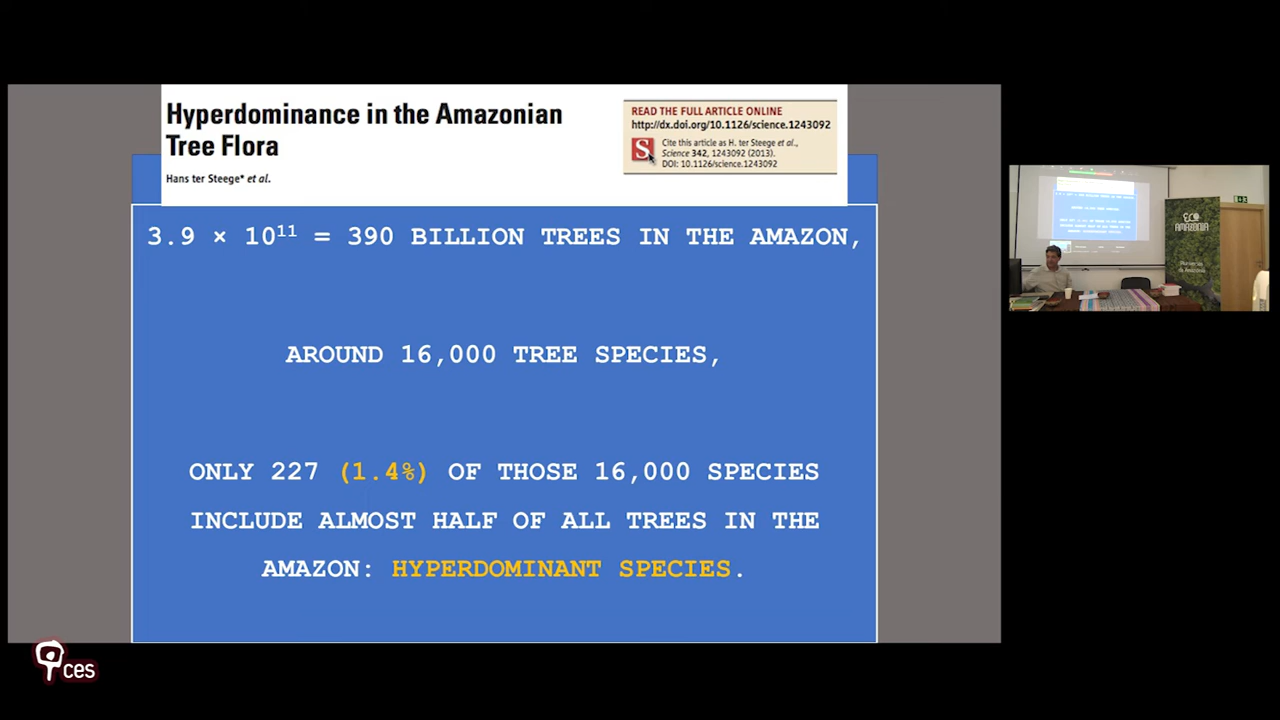 Hyperdominance in the Amazonian
Tree Flora
Hans ter Steege* et al.
READ THE FULL ARTICLE ONLINE
http://dx.doi.org/10.1126/science.1243092
S
Cite this article as H. ter Steege et al.,
Science 342, 1243092 (2013).
DOI: 10.1126/science.1243092
3.9 × 10¹¹ = 390 BILLION TREES IN THE AMAZON,
AROUND 16,000 TREE SPECIES,
ONLY 227 (1.4%) OF THOSE 16,000 SPECIES
INCLUDE ALMOST HALF OF ALL TREES IN THE
AMAZON: HYPERDOMINANT SPECIES.
ECO
AMAZONIA
ces